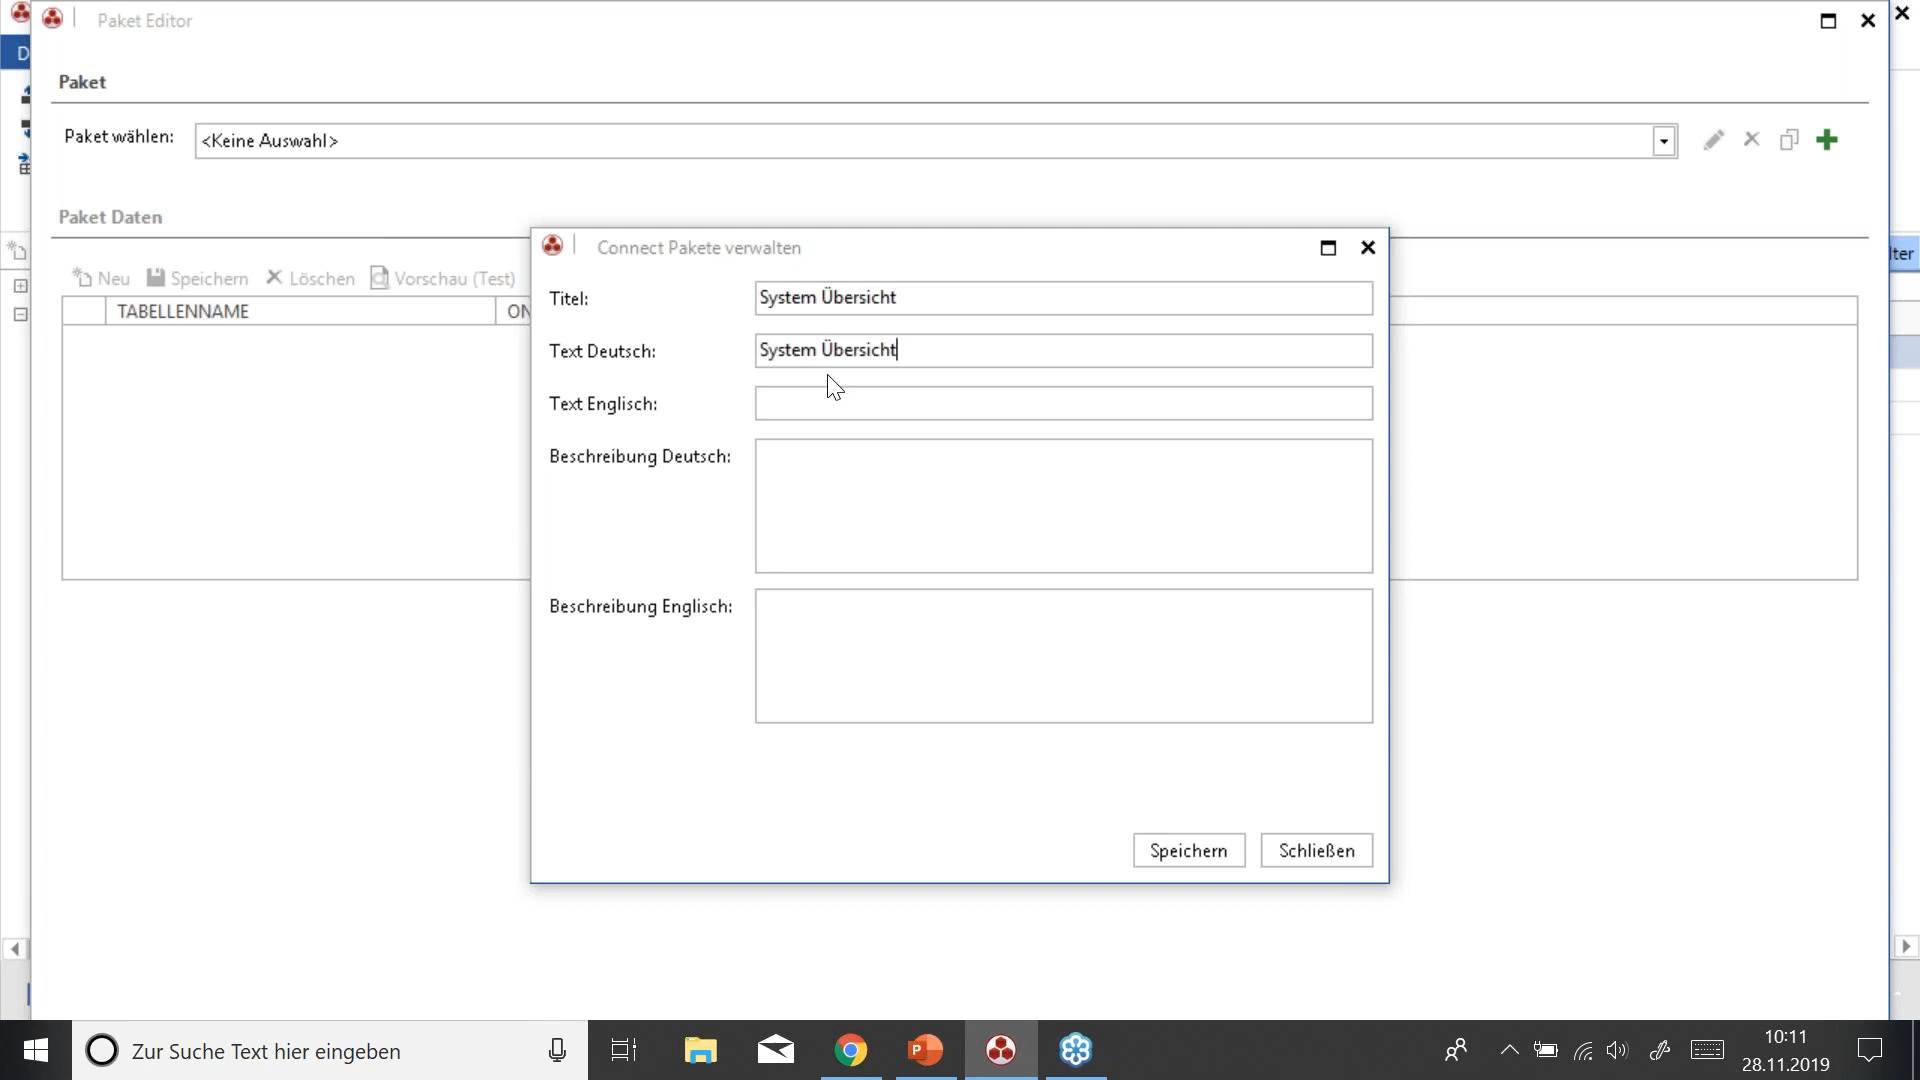 Paket Editor
D
Paket
Paket wählen: <Keine Auswahl>
Paket Daten
Neu Speichern Löschen Vorschau (Test)
TABELLENNAME ON
lter
Connect Pakete verwalten
Titel: System Übersicht
Text Deutsch: System Übersicht
Text Englisch:
Beschreibung Deutsch:
Beschreibung Englisch:
Speichern Schließen
Zur Suche Text hier eingeben
10:11
28.11.2019